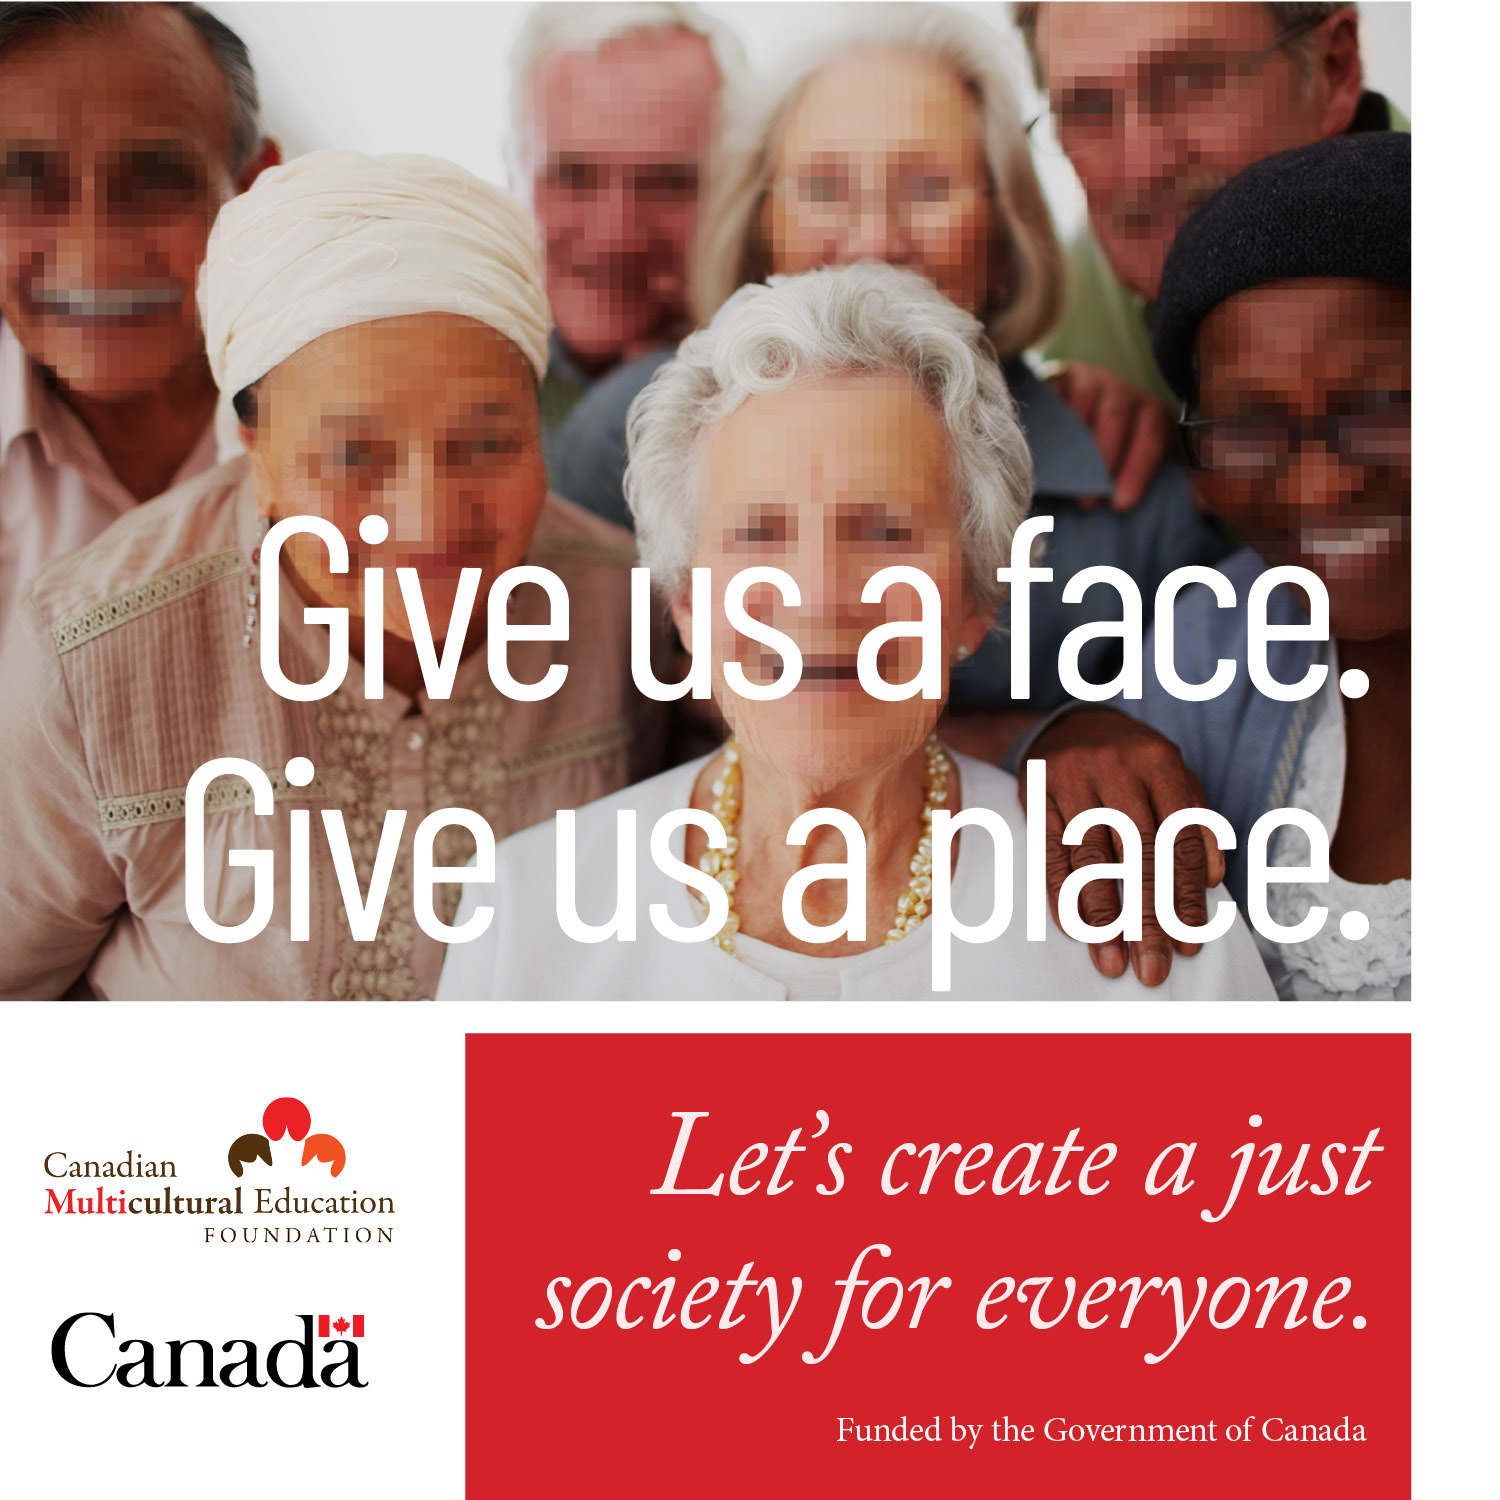 Give us a face.
Give us a place.
Canadian
Multicultural Education
FOUNDATION
Canada
Let’s create a just
society for everyone.
Funded by the Government of Canada